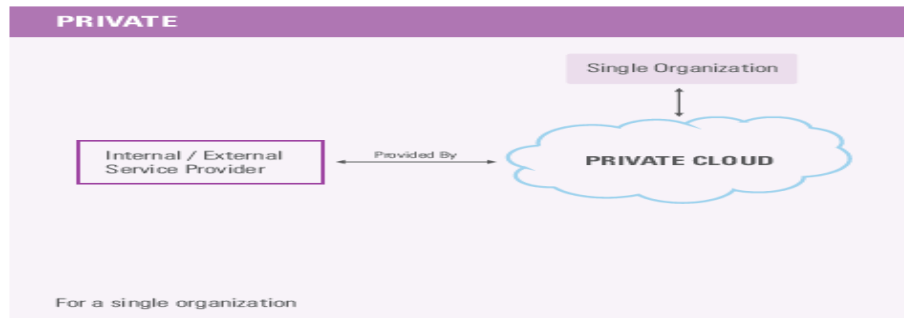 PRIVATE
Single Organization
Internal / External
Service Provider
Provided By
PRIVATE CLOUD
For a single organization